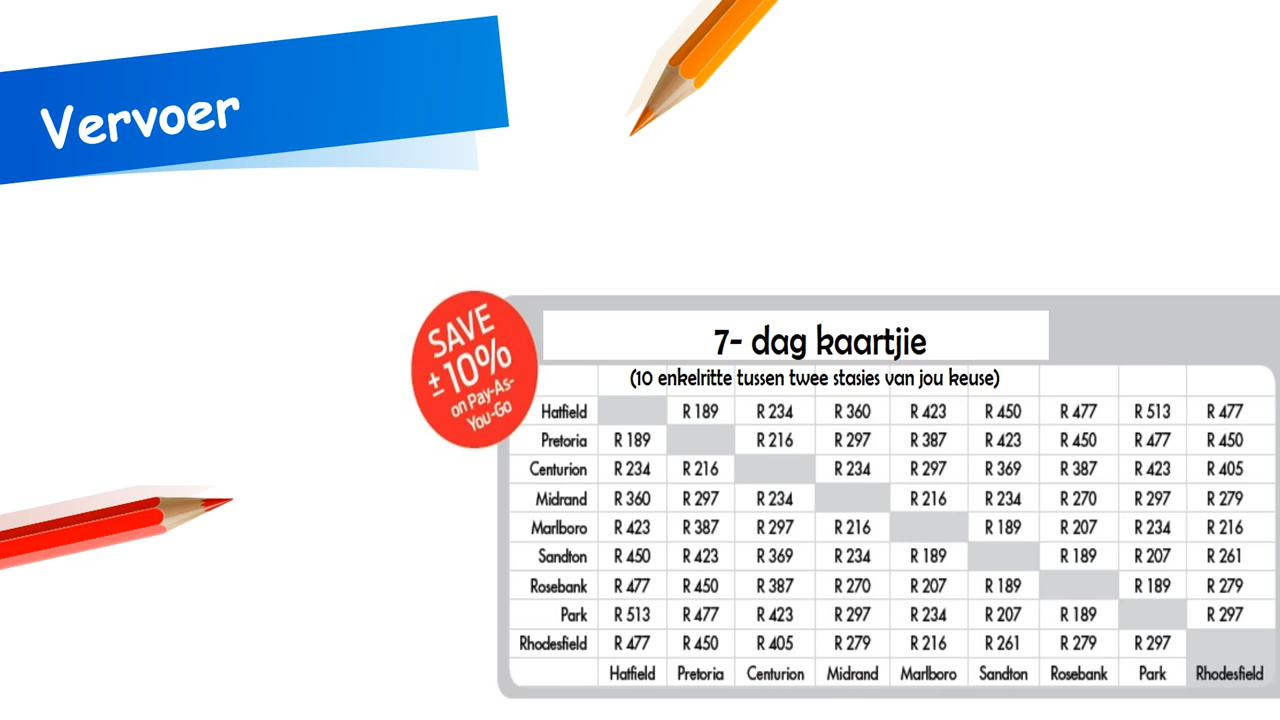 Vervoer
SAVE
±10%
on Pay-As-
You-Go
7- dag kaartjie
(10 enkelritte tussen twee stasies van jou keuse)
Hatfield R 189 R 234 R 360 R 423 R 450 R 477 R 513 R 477
Pretoria R 189 R 216 R 297 R 387 R 423 R 450 R 477 R 450
Centurion R 234 R 216 R 234 R 297 R 369 R 387 R 423 R 405
Midrand R 360 R 297 R 234 R 216 R 234 R 270 R 297 R 279
Marlboro R 423 R 387 R 297 R 216 R 189 R 207 R 234 R 216
Sandton R 450 R 423 R 369 R 234 R 189 R 189 R 207 R 261
Rosebank R 477 R 450 R 387 R 270 R 207 R 189 R 189 R 279
Park R 513 R 477 R 423 R 297 R 234 R 207 R 189 R 297
Rhodesfield R 477 R 450 R 405 R 279 R 216 R 261 R 279 R 297
Hatfield Pretoria Centurion Midrand Marlboro Sandton Rosebank Park Rhodesfield